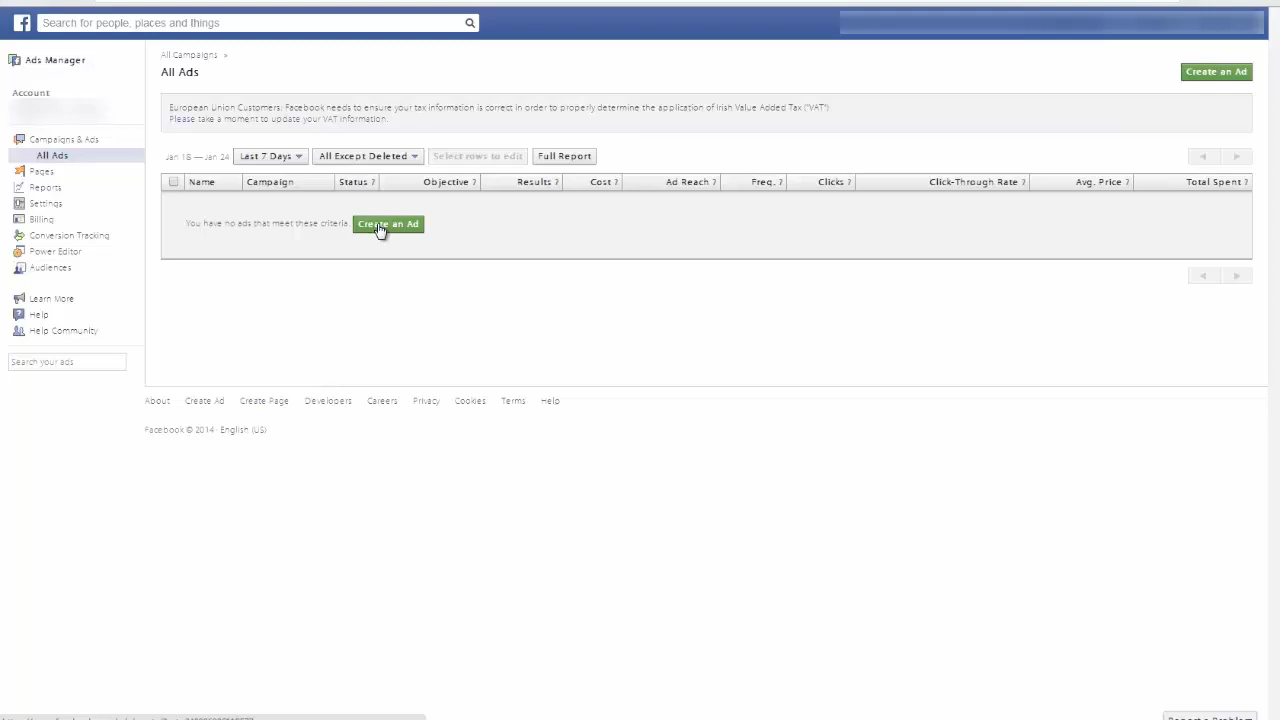 f Search for people, places and things
Ads Manager
Account
Campaigns & Ads
All Ads
Pages
Reports
Settings
Billing
Conversion Tracking
Power Editor
Audiences
Learn More
Help
Help Community
Search your ads
All Campaigns »
All Ads
Create an Ad
European Union Customers: Facebook needs to ensure your tax information is correct in order to properly determine the application of Irish Value Added Tax ("VAT")
Please take a moment to update your VAT information.
Jan 18 — Jan 24 Last 7 Days All Except Deleted Select rows to edit Full Report
Name Campaign Status ? Objective ? Results ? Cost ? Ad Reach ? Freq. ? Clicks ? Click-Through Rate ? Avg. Price ? Total Spent ?
You have no ads that meet these criteria. Create an Ad
About Create Ad Create Page Developers Careers Privacy Cookies Terms Help
Facebook © 2014 · English (US)
Report a Problem